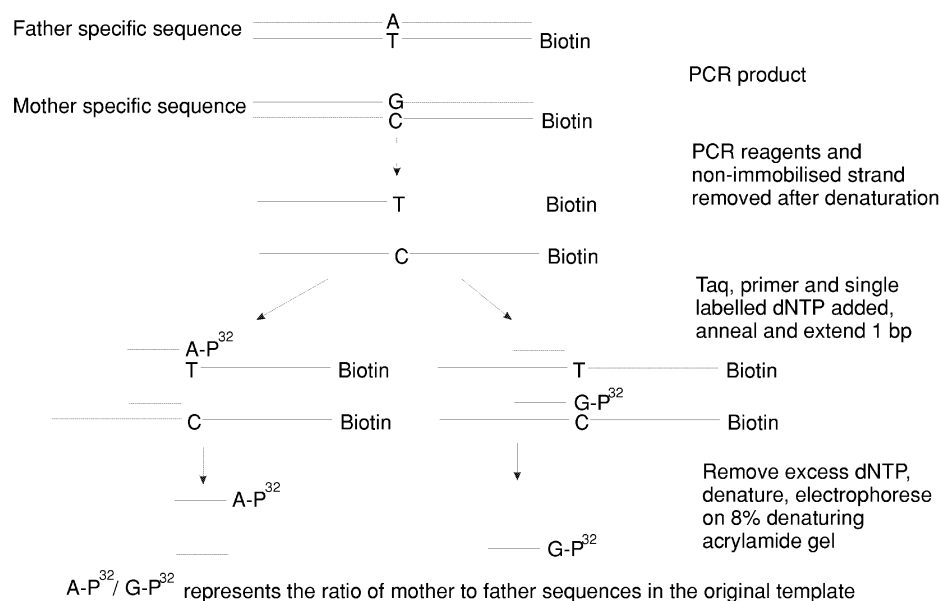 Father specific sequence
A
T
Biotin
PCR product
Mother specific sequence
G
C
Biotin
PCR reagents and
non-immobilised strand
removed after denaturation
T
Biotin
C
Biotin
Taq, primer and single
labelled dNTP added,
anneal and extend 1 bp
A-P32
T
Biotin
T
Biotin
C
Biotin
G-P32
C
Biotin
Remove excess dNTP,
denature, electrophorese
on 8% denaturing
acrylamide gel
A-P32
G-P32
A-P32/ G-P32 represents the ratio of mother to father sequences in the original template